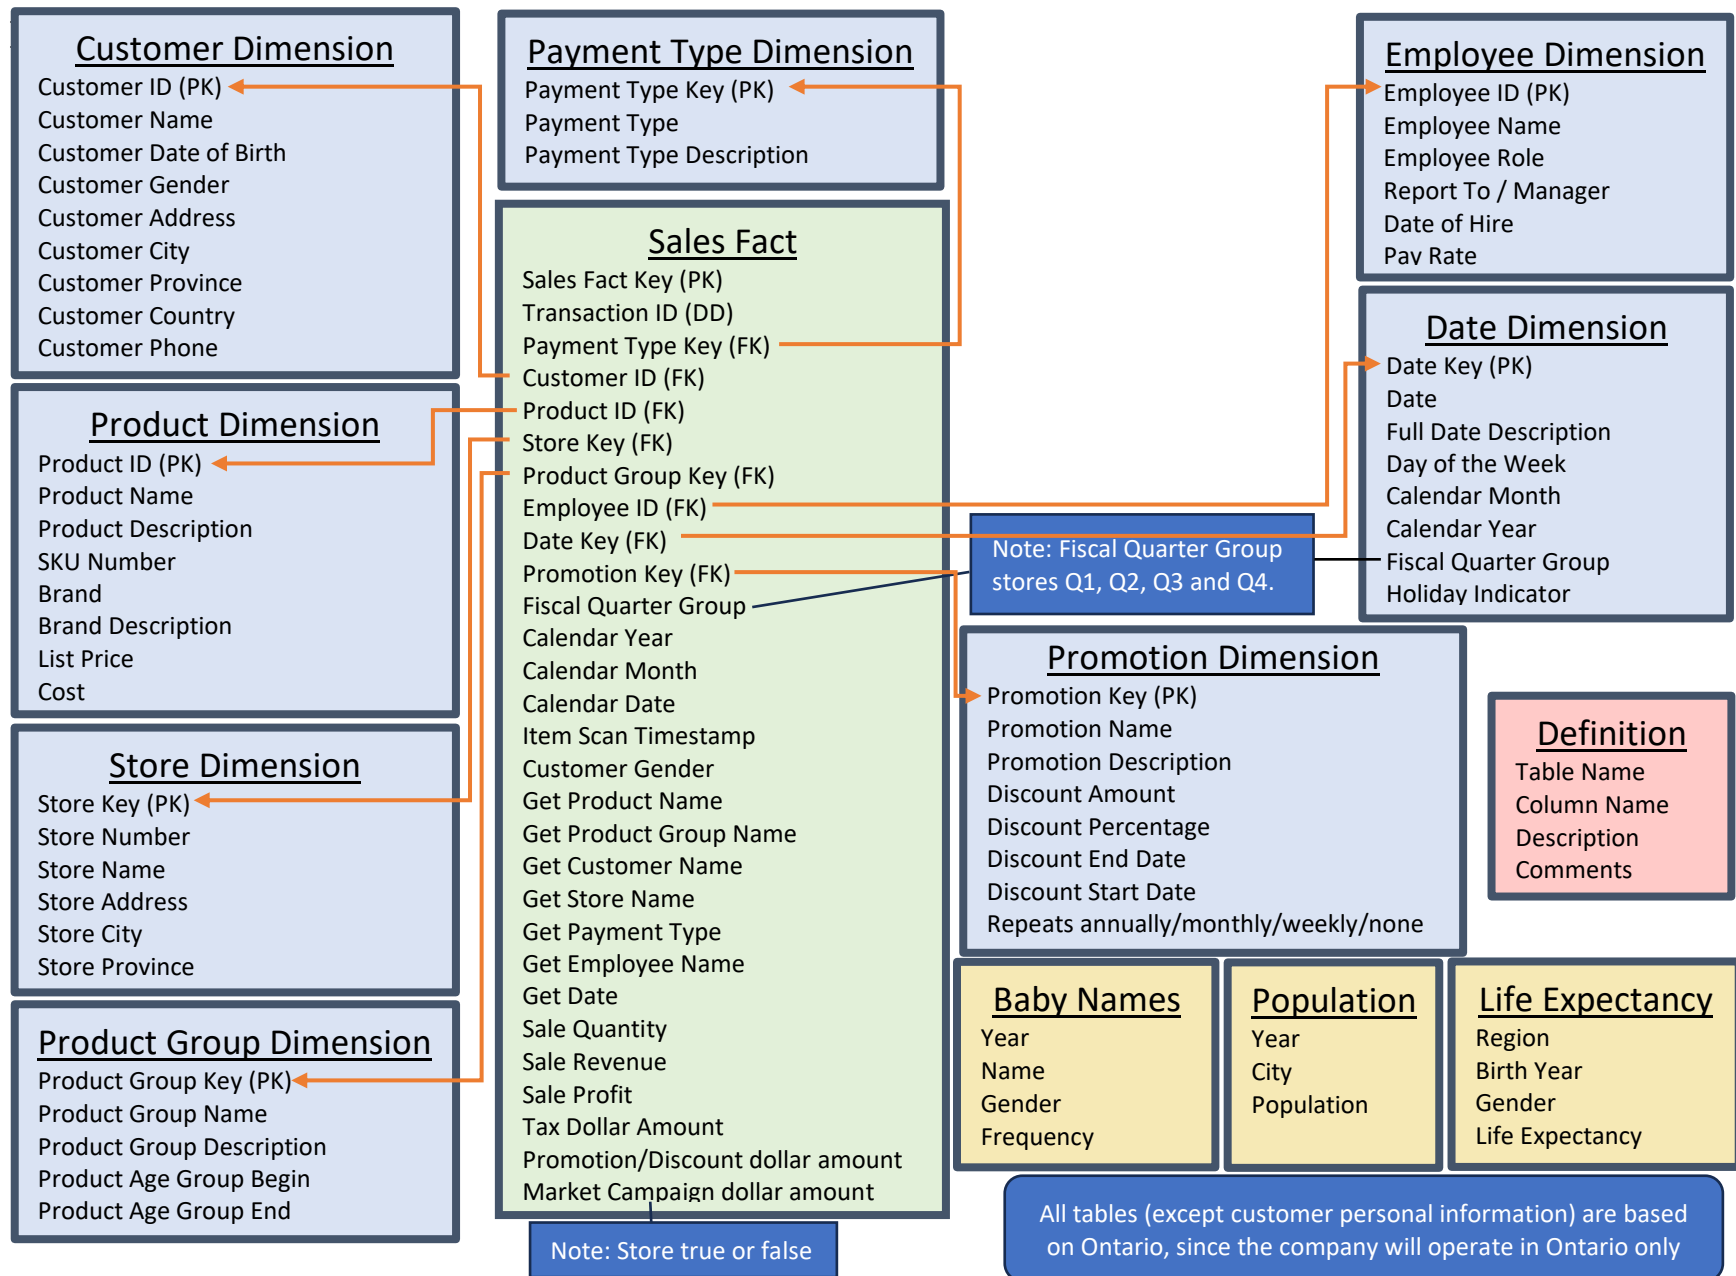 Customer Dimension
Customer ID (PK)
Customer Name
Customer Date of Birth
Customer Gender
Customer Address
Customer City
Customer Province
Customer Country
Customer Phone
Product Dimension
Product ID (PK)
Product Name
Product Description
SKU Number
Brand
Brand Description
List Price
Cost
Store Dimension
Store Key (PK)
Store Number
Store Name
Store Address
Store City
Store Province
Product Group Dimension
Product Group Key (PK)
Product Group Name
Product Group Description
Product Age Group Begin
Product Age Group End
Payment Type Dimension
Payment Type Key (PK)
Payment Type
Payment Type Description
Sales Fact
Sales Fact Key (PK)
Transaction ID (DD)
Payment Type Key (FK)
Customer ID (FK)
Product ID (FK)
Store Key (FK)
Product Group Key (FK)
Employee ID (FK)
Date Key (FK)
Promotion Key (FK)
Fiscal Quarter Group
Calendar Year
Calendar Month
Calendar Date
Item Scan Timestamp
Customer Gender
Get Product Name
Get Product Group Name
Get Customer Name
Get Store Name
Get Payment Type
Get Employee Name
Get Date
Sale Quantity
Sale Revenue
Sale Profit
Tax Dollar Amount
Promotion/Discount dollar amount
Market Campaign dollar amount
Note: Store true or false
Employee Dimension
Employee ID (PK)
Employee Name
Employee Role
Report To / Manager
Date of Hire
Pay Rate
Date Dimension
Date Key (PK)
Date
Full Date Description
Day of the Week
Calendar Month
Calendar Year
Fiscal Quarter Group
Holiday Indicator
Note: Fiscal Quarter Group
stores Q1, Q2, Q3 and Q4.
Promotion Dimension
Promotion Key (PK)
Promotion Name
Promotion Description
Discount Amount
Discount Percentage
Discount End Date
Discount Start Date
Repeats annually/monthly/weekly/none
Definition
Table Name
Column Name
Description
Comments
Baby Names
Year
Name
Gender
Frequency
Population
Year
City
Population
Life Expectancy
Region
Birth Year
Gender
Life Expectancy
All tables (except customer personal information) are based
on Ontario, since the company will operate in Ontario only